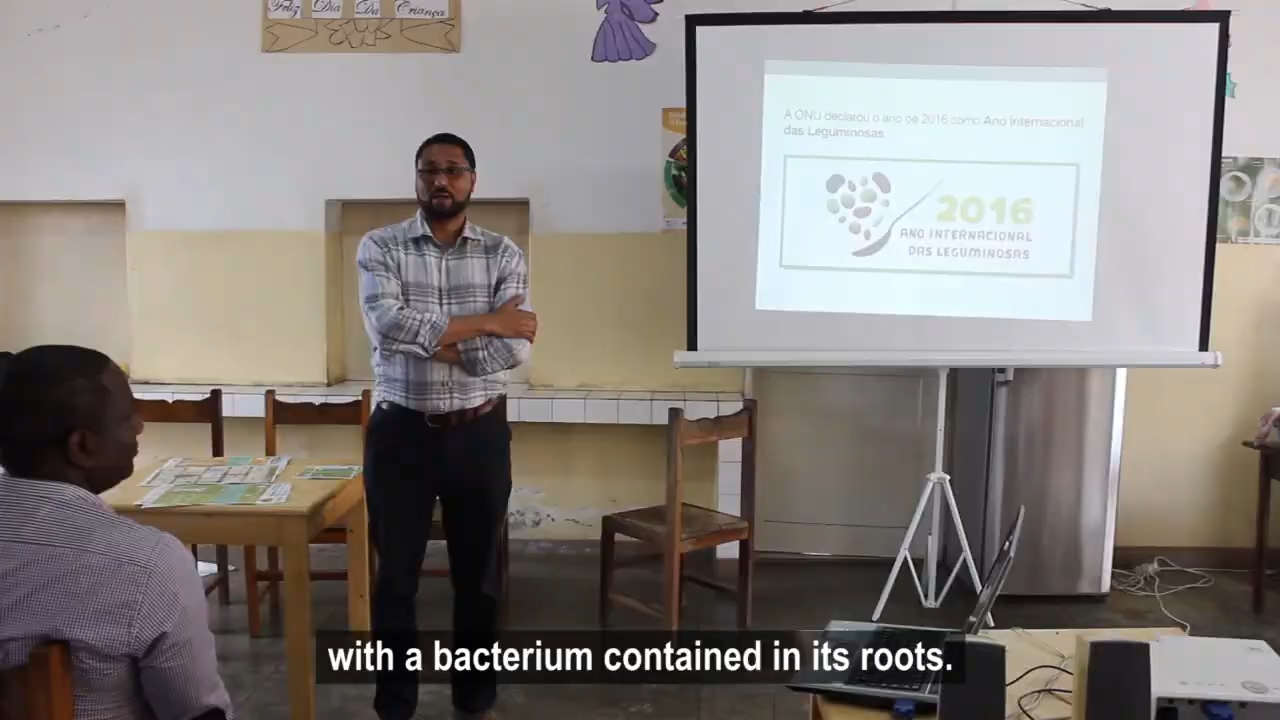 Feliz Dia Da Criança
A ONU declarou o ano de 2016 como Ano Internacional
das Leguminosas
2016
ANO INTERNACIONAL
DAS LEGUMINOSAS
with a bacterium contained in its roots.